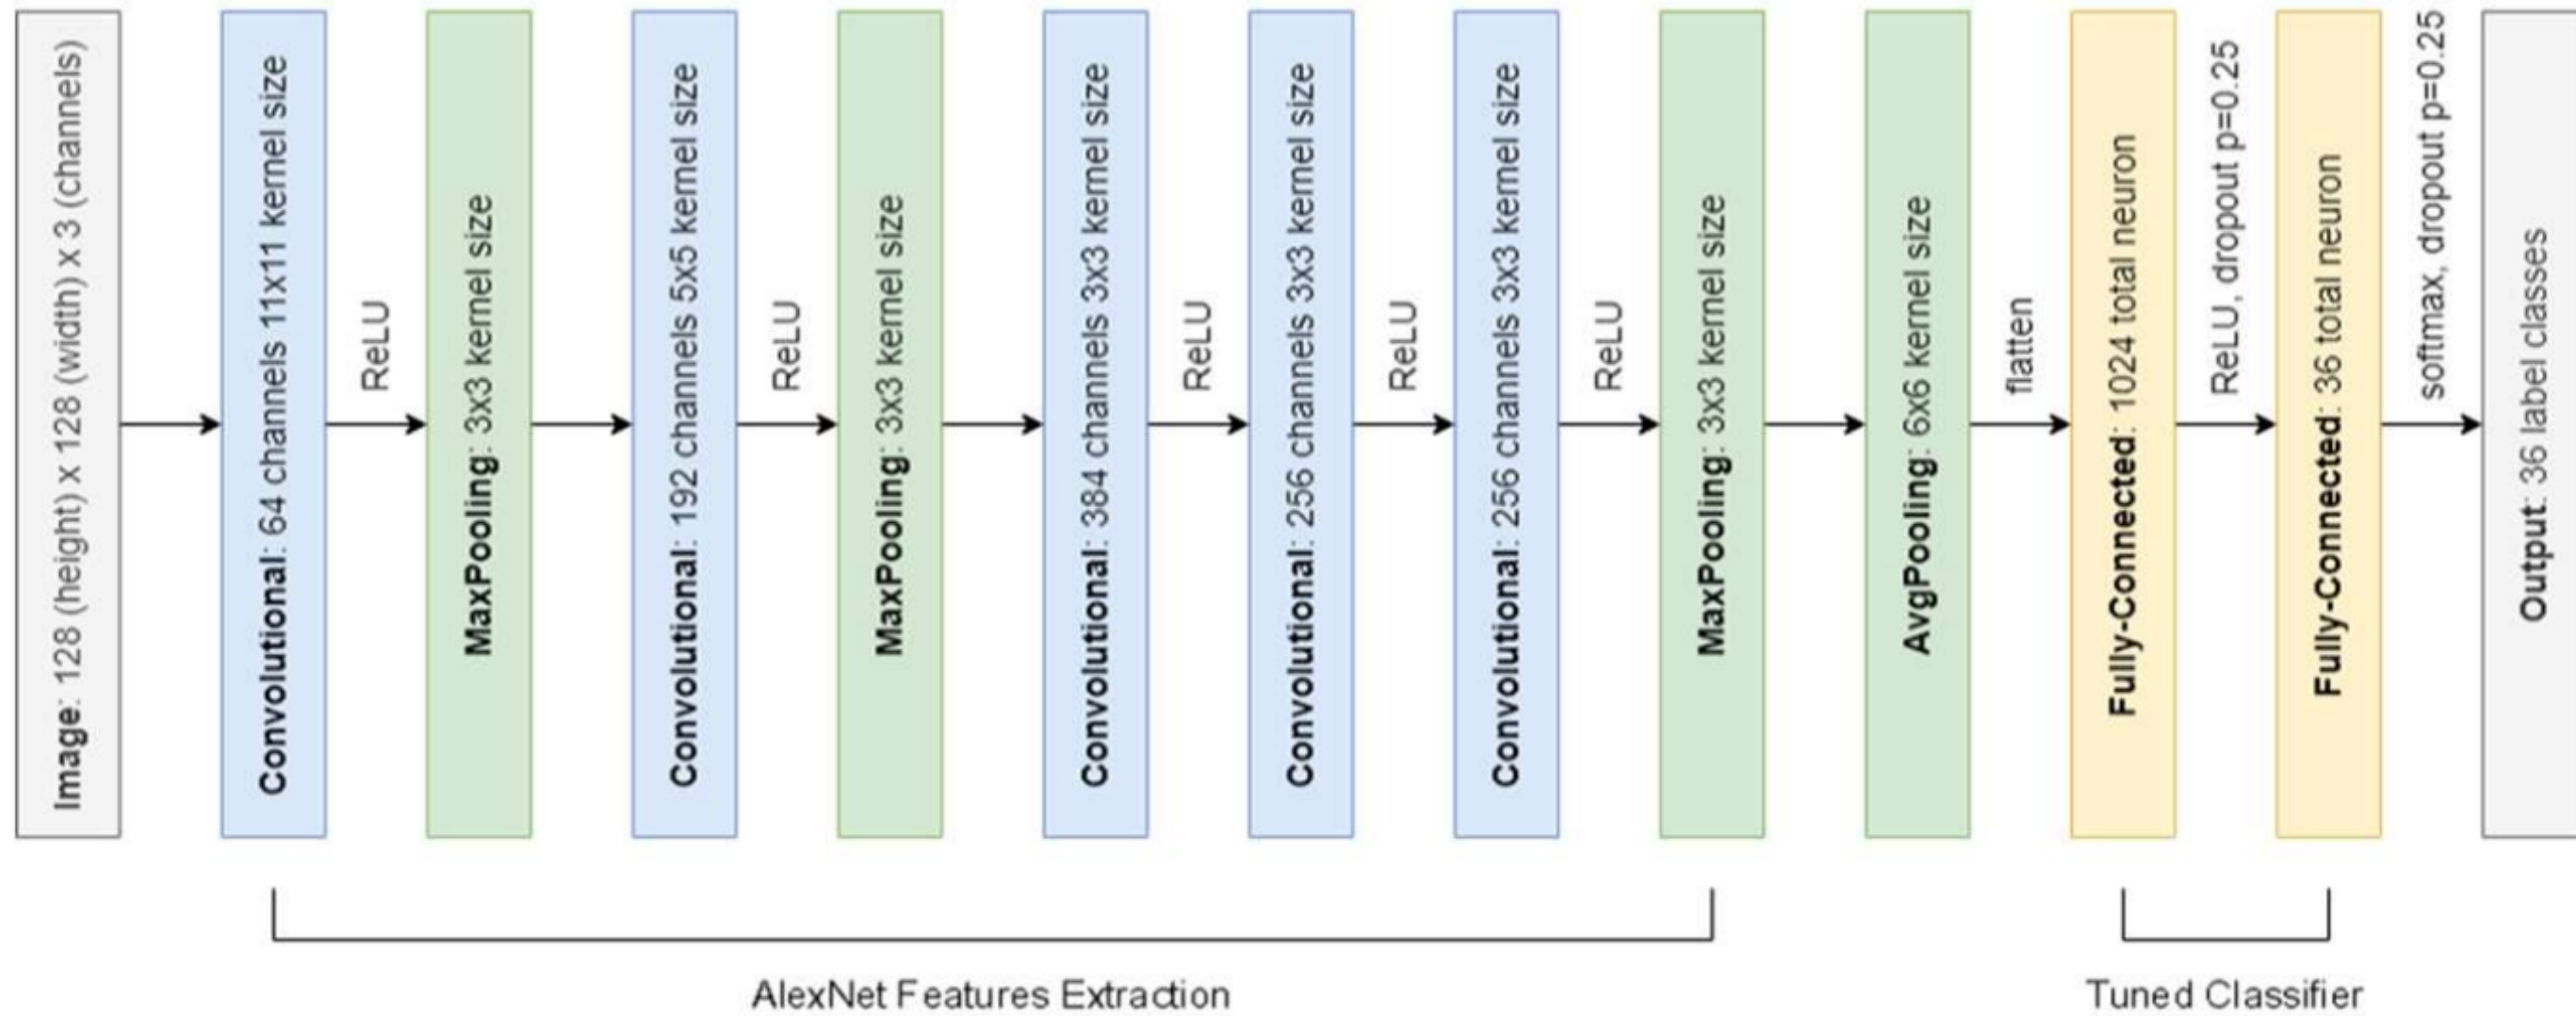 Image: 128 (height) x 128 (width) x 3 (channels)
Convolutional: 64 channels 11x11 kernel size
ReLU
MaxPooling: 3x3 kernel size
Convolutional: 192 channels 5x5 kernel size
ReLU
MaxPooling: 3x3 kernel size
Convolutional: 384 channels 3x3 kernel size
ReLU
Convolutional: 256 channels 3x3 kernel size
ReLU
Convolutional: 256 channels 3x3 kernel size
ReLU
MaxPooling: 3x3 kernel size
AvgPooling: 6x6 kernel size
flatten
Fully-Connected: 1024 total neuron
ReLU, dropout p=0.25
Fully-Connected: 36 total neuron
softmax, dropout p=0.25
Output: 36 label classes
AlexNet Features Extraction
Tuned Classifier